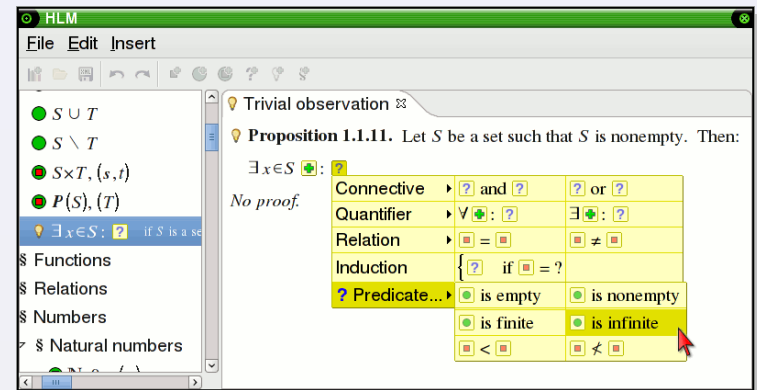 HLM
File Edit Insert
S ∪ T
S \ T
S×T, (s,t)
P(S), (T)
∃ x∈S : ? if S is a se
§ Functions
§ Relations
§ Numbers
§ Natural numbers
Trivial observation
Proposition 1.1.11. Let S be a set such that S is nonempty. Then:
∃ x∈S : ?
No proof.
Connective ? and ? ? or ?
Quantifier ∀ : ? ∃ : ?
Relation = ≠
Induction { ? if = ?
? Predicate... is empty is nonempty
is finite is infinite
< ≮